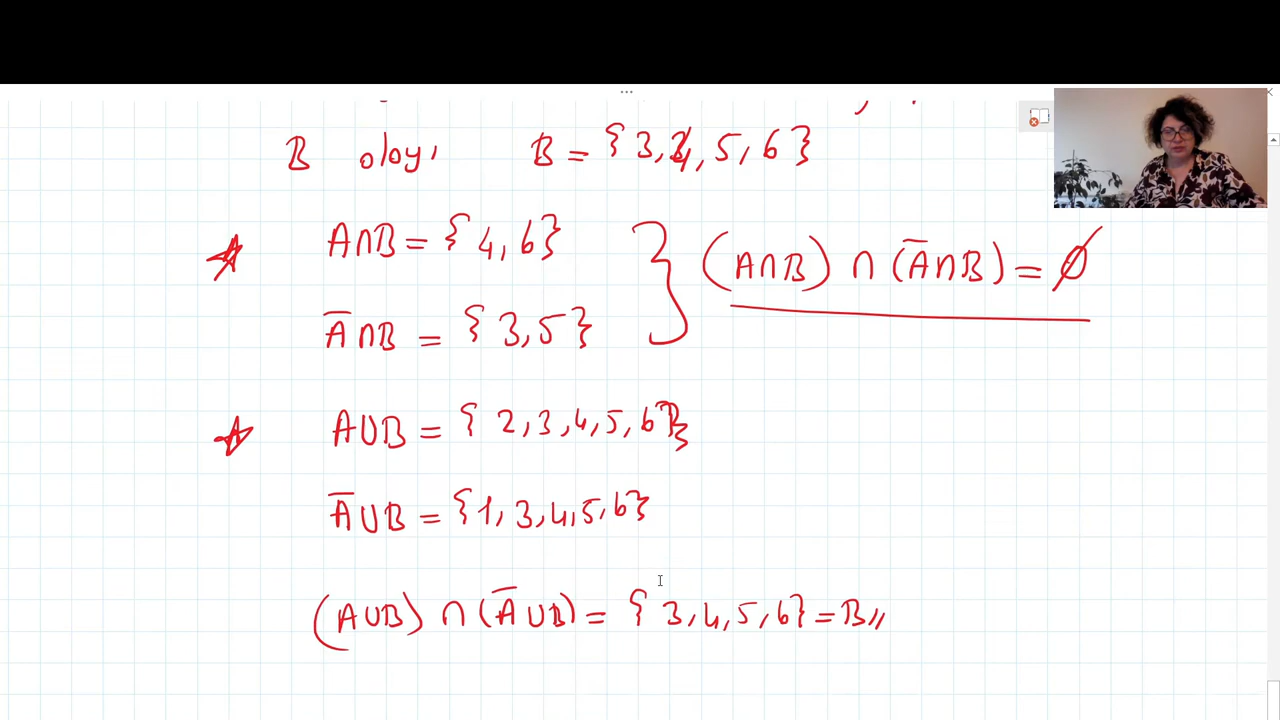 B olayı B = {3, 4, 5, 6}
A∩B = {4, 6}
(A∩B) ∩ (A̅∩B) = ∅
A̅∩B = {3, 5}
A∪B = {2, 3, 4, 5, 6}
A̅∪B = {1, 3, 4, 5, 6}
(A∪B) ∩ (A̅∪B) = {3, 4, 5, 6} = B //